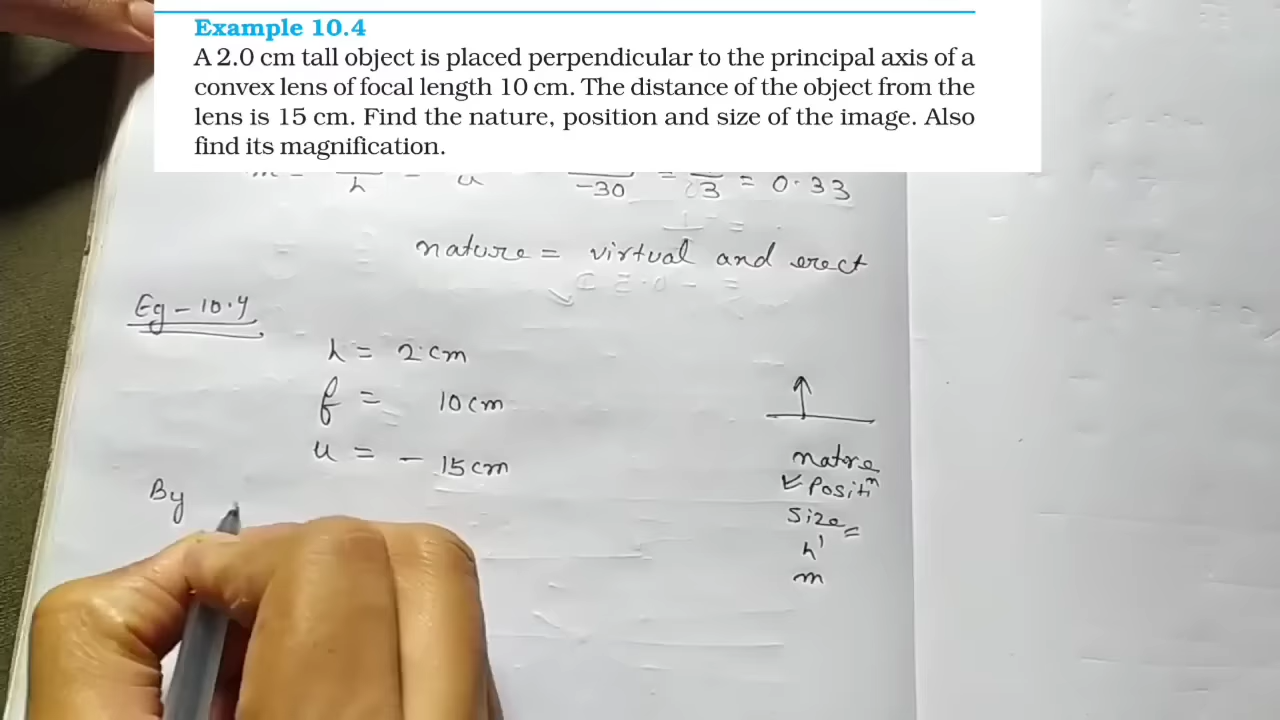 Example 10.4
A 2.0 cm tall object is placed perpendicular to the principal axis of a
convex lens of focal length 10 cm. The distance of the object from the
lens is 15 cm. Find the nature, position and size of the image. Also
find its magnification.
-30 = 3 = 0.33
nature = virtual and erect
Eg - 10.4
h = 2 cm
f = 10 cm
u = - 15 cm
By
natre
Positiⁿ
Size
h'
m